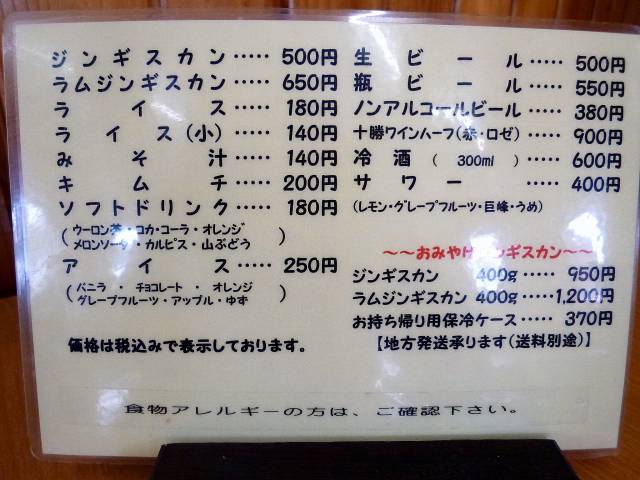 ジンギスカン・・・・・500円
ラムジンギスカン・・・・・650円
ライス・・・・・180円
ライス(小)・・・・・140円
みそ汁・・・・・140円
キムチ・・・・・200円
ソフトドリンク・・・・・180円
(ウーロン茶・コカ・コーラ・オレンジ
メロンソーダ・カルピス・山ぶどう)
アイス・・・・・250円
(バニラ・チョコレート・オレンジ
グレープフルーツ・アップル・ゆず)
価格は税込みで表示しております。
生ビール・・・・・500円
瓶ビール・・・・・550円
ノンアルコールビール・・・・・380円
十勝ワインハーフ(赤・ロゼ)・・・・・900円
冷酒(300ml)・・・・・600円
サワー・・・・・400円
(レモン・グレープフルーツ・巨峰・うめ)
~~おみやげジンギスカン~~
ジンギスカン 400g・・・・・950円
ラムジンギスカン 400g・・・・・1,200円
お持ち帰り用保冷ケース・・・・・370円
【地方発送承ります(送料別途)】
食物アレルギーの方は、ご確認下さい。